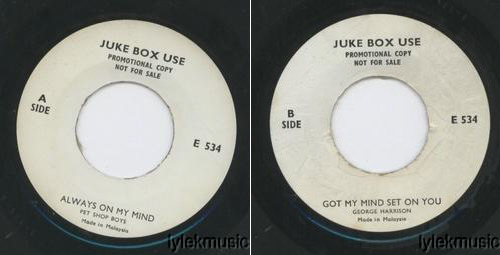 JUKE BOX USE
PROMOTIONAL COPY
NOT FOR SALE
A
SIDE
E 534
ALWAYS ON MY MIND
PET SHOP BOYS
Made in Malaysia
lylekmusic
JUKE BOX USE
PROMOTIONAL COPY
NOT FOR SALE
B
SIDE
E 534
GOT MY MIND SET ON YOU
GEORGE HARRISON
Made in Malaysia
lylekmusic